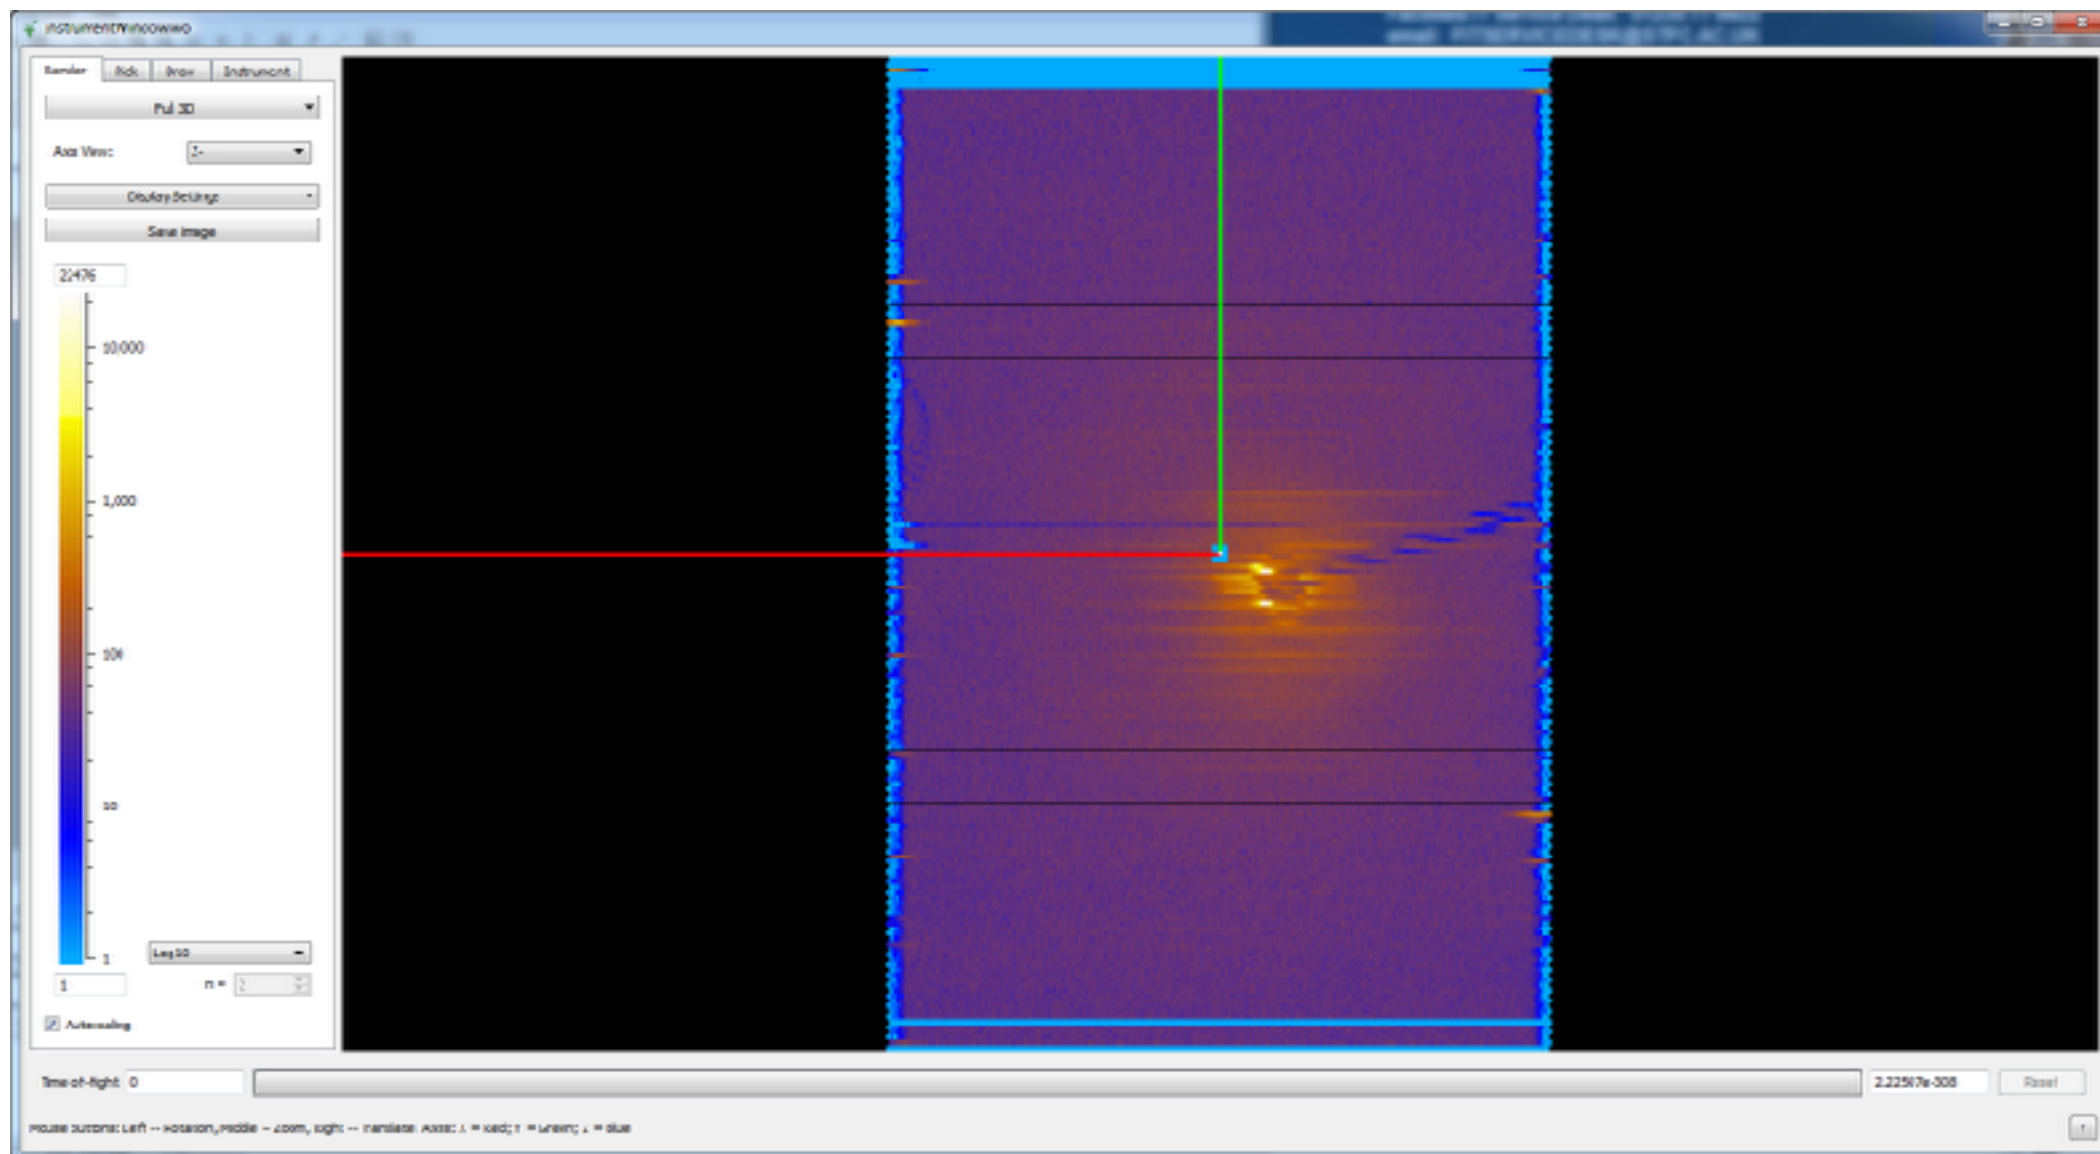 InstrumentWindow
Render Pick Draw Instrument
Full 3D
Axis View: Z-
Display Settings
Save image
22476
10,000
1,000
100
10
1
Log10
1 n = 2
Autoscaling
Time-of-flight 0 2.22507e-308 Reset
Mouse buttons: Left -- Rotation, Middle -- Zoom, Right -- Translate. Axes: X = Red; Y = Green; Z = Blue